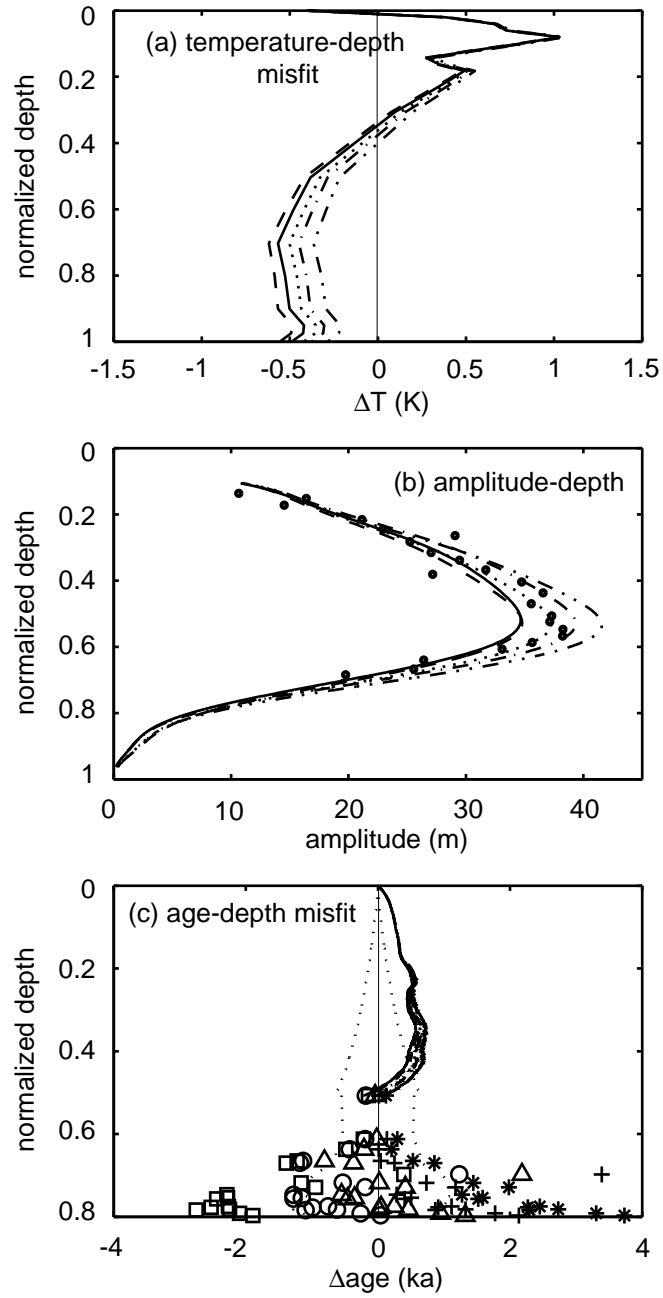 (a) temperature-depth
misfit
normalized depth
0
0.2
0.4
0.6
0.8
1
-1.5 -1 -0.5 0 0.5 1 1.5
ΔT (K)
(b) amplitude-depth
normalized depth
0
0.2
0.4
0.6
0.8
1
0 10 20 30 40
amplitude (m)
(c) age-depth misfit
normalized depth
0
0.2
0.4
0.6
0.8
-4 -2 0 2 4
Δage (ka)